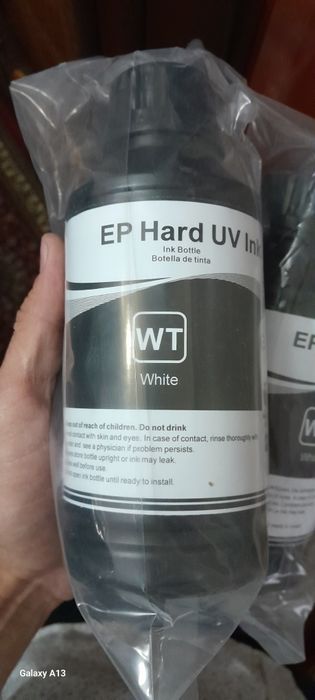 EP Hard UV Ink
Ink Bottle
Botella de tinta
WT
White
out of reach of children. Do not drink
contact with skin and eyes. In case of contact, rinse thoroughly with
and see a physician if problem persists.
store bottle upright or ink may leak.
well before use.
open ink bottle until ready to install.
EP
W
Galaxy A13